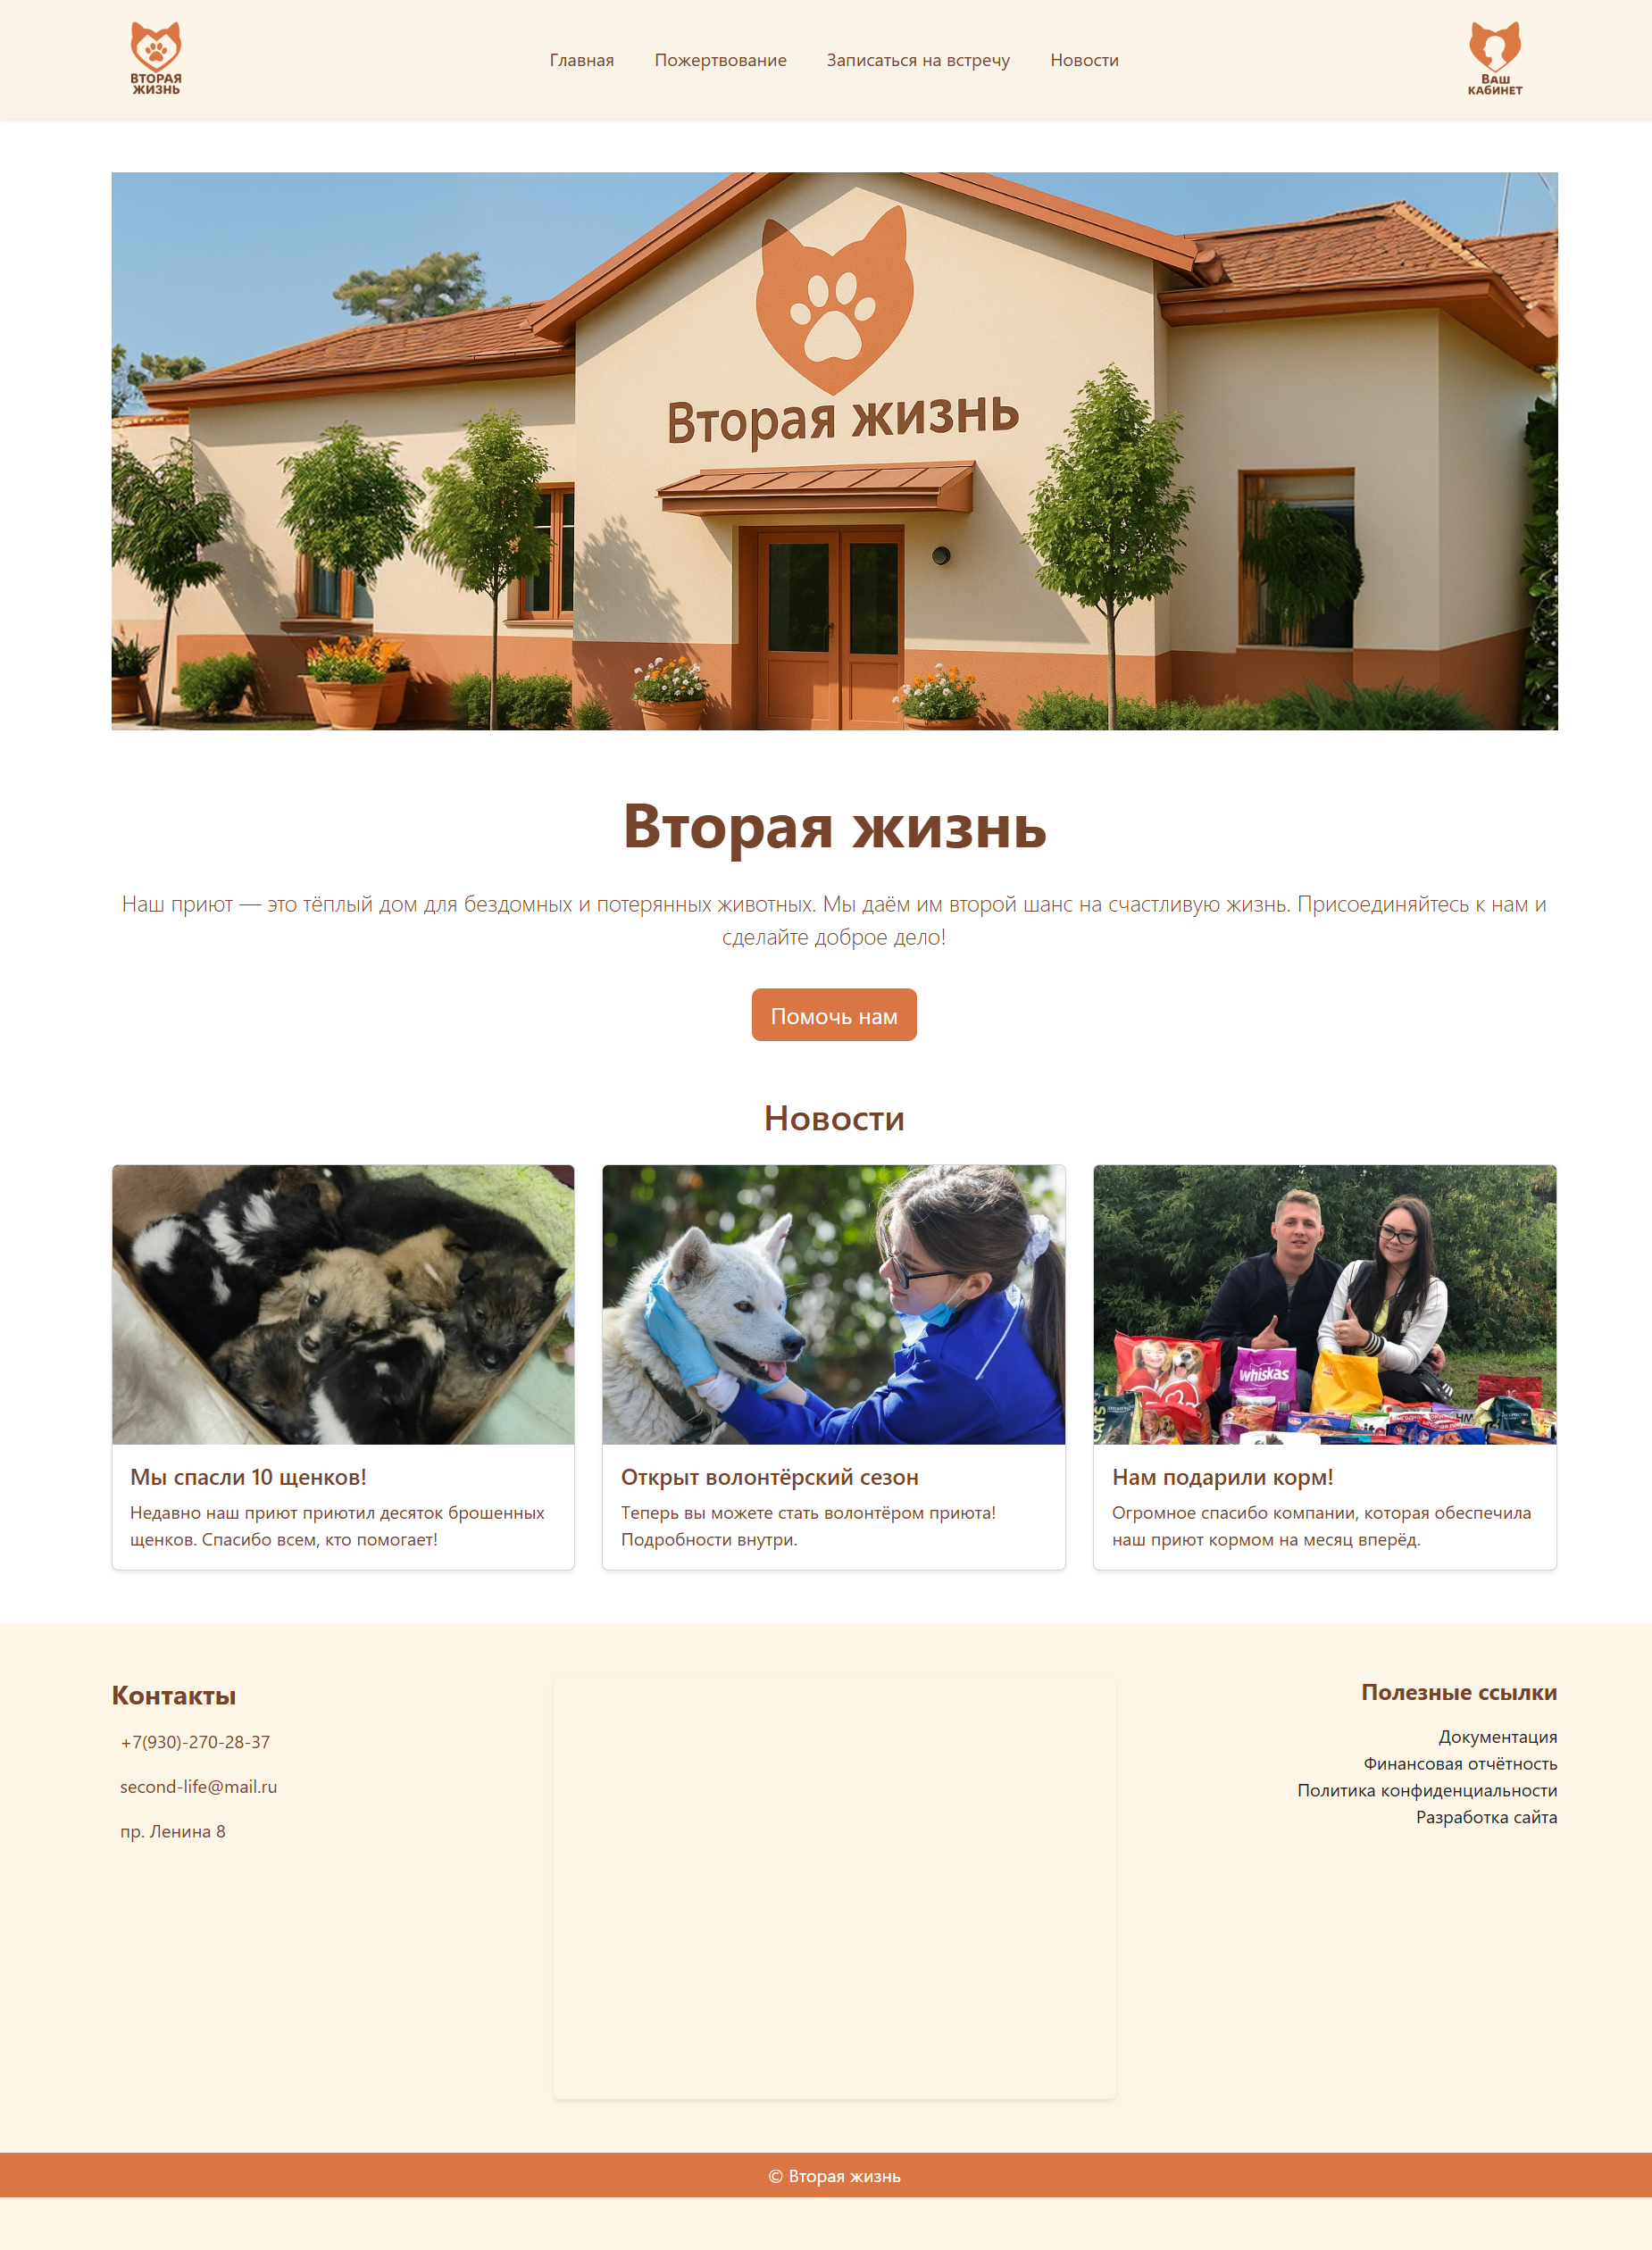 ВТОРАЯ
ЖИЗНЬ
Главная Пожертвование Записаться на встречу Новости
Ваш
кабинет
Вторая жизнь
Вторая жизнь
Наш приют — это тёплый дом для бездомных и потерянных животных. Мы даём им второй шанс на счастливую жизнь. Присоединяйтесь к нам и
сделайте доброе дело!
Помочь нам
Новости
whiskas
CATS
Мы спасли 10 щенков!
Недавно наш приют приютил десяток брошенных
щенков. Спасибо всем, кто помогает!
Открыт волонтёрский сезон
Теперь вы можете стать волонтёром приюта!
Подробности внутри.
Нам подарили корм!
Огромное спасибо компании, которая обеспечила
наш приют кормом на месяц вперёд.
Контакты
+7(930)-270-28-37
second-life@mail.ru
пр. Ленина 8
Полезные ссылки
Документация
Финансовая отчётность
Политика конфиденциальности
Разработка сайта
© Вторая жизнь